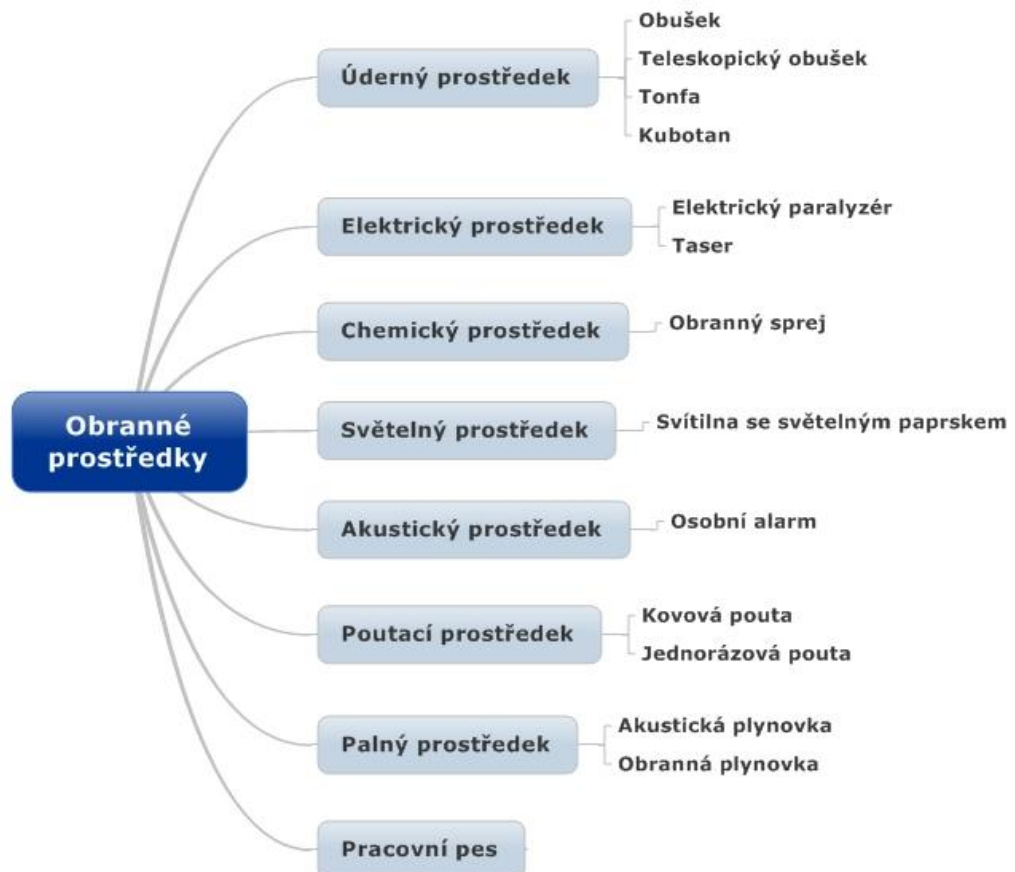 Obranné
prostředky
Úderný prostředek
Obušek
Teleskopický obušek
Tonfa
Kubotan
Elektrický prostředek
Elektrický paralyzér
Taser
Chemický prostředek
Obranný sprej
Světelný prostředek
Svítilna se světelným paprskem
Akustický prostředek
Osobní alarm
Poutací prostředek
Kovová pouta
Jednorázová pouta
Palný prostředek
Akustická plynovka
Obranná plynovka
Pracovní pes